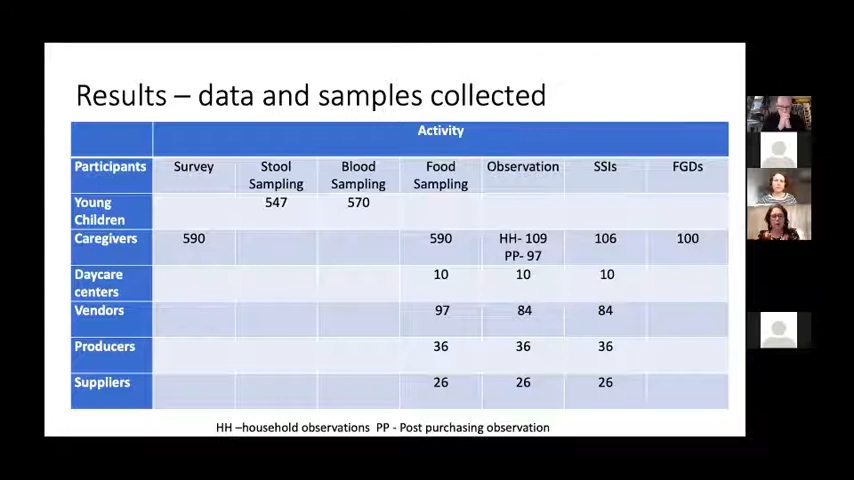 Results – data and samples collected
Activity
Participants Survey Stool Sampling Blood Sampling Food Sampling Observation SSIs FGDs
Young Children 547 570
Caregivers 590 590 HH- 109 PP- 97 106 100
Daycare centers 10 10 10
Vendors 97 84 84
Producers 36 36 36
Suppliers 26 26 26
HH –household observations PP - Post purchasing observation